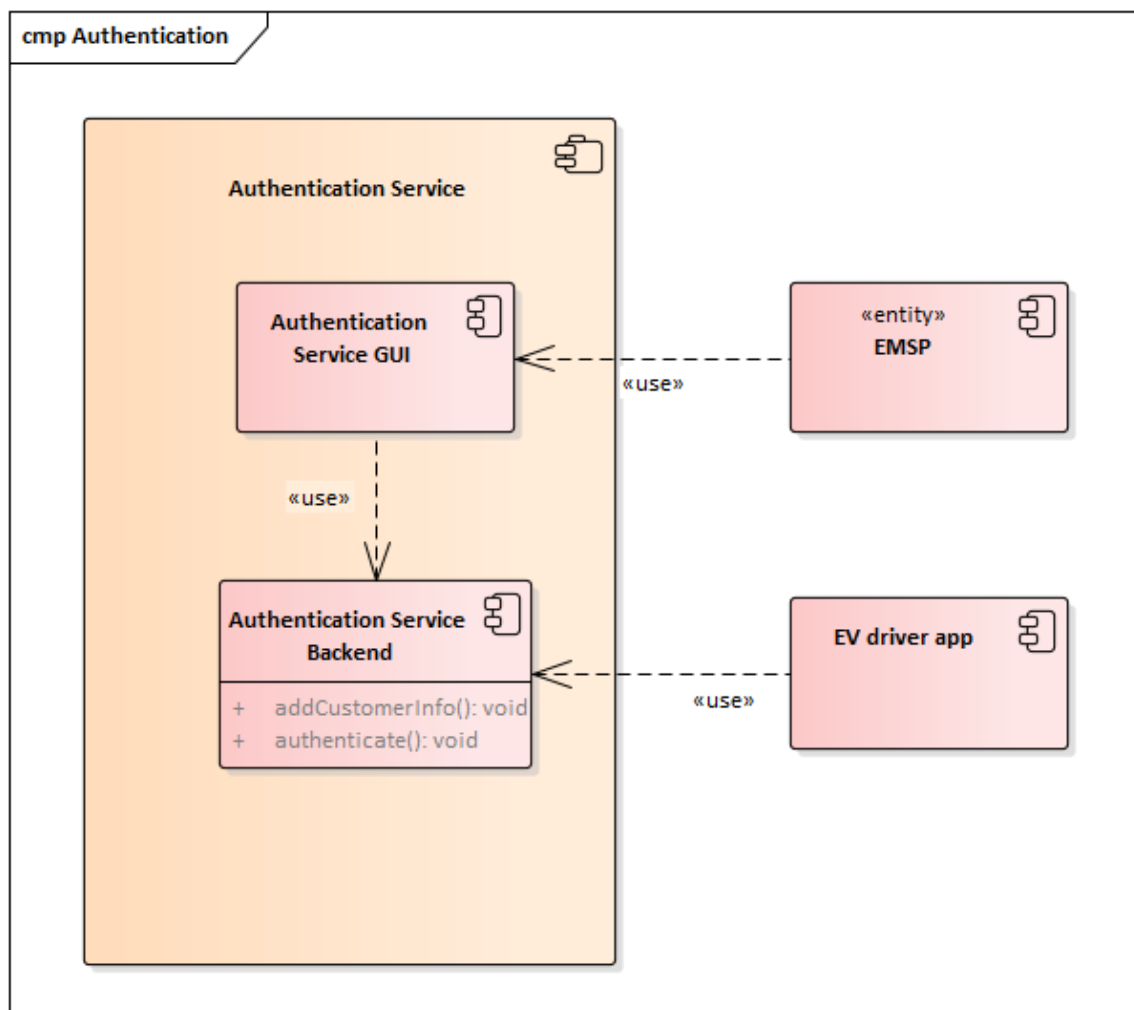 cmp Authentication
Authentication Service
Authentication
Service GUI
«entity»
EMSP
«use»
«use»
Authentication Service
Backend
+ addCustomerInfo(): void
+ authenticate(): void
EV driver app
«use»